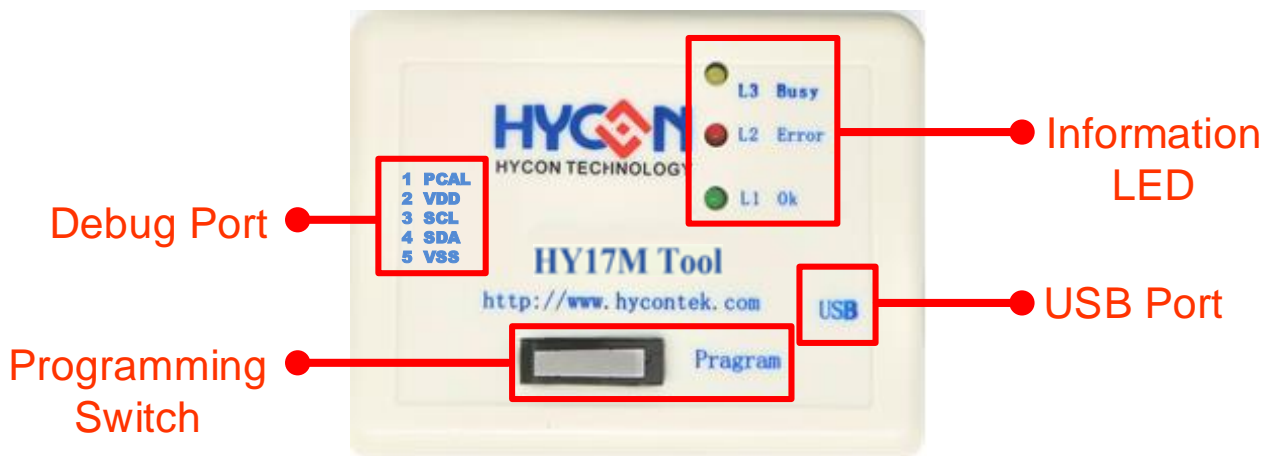 L3 Busy
HYCON
L2 Error
Information
LED
HYCON TECHNOLOGY
1 PCAL
2 VDD
L1 Ok
Debug Port
3 SCL
4 SDA
5 VSS
HY17M Tool
http://www.hycontek.com
USB
USB Port
Programming
Switch
Pragram